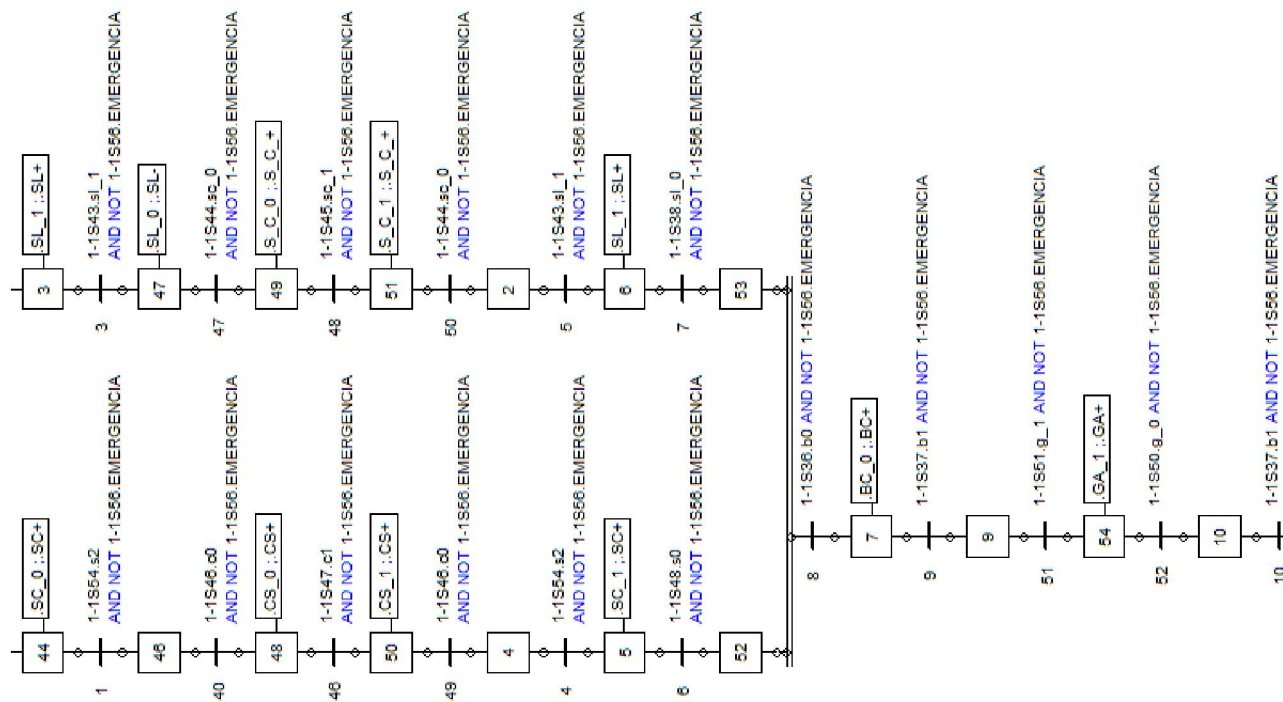 44
.SC_0 ;.SC+
1
1-1S54.s2
AND NOT 1-1S56.EMERGENCIA
46
40
1-1S46.c0
AND NOT 1-1S56.EMERGENCIA
48
.CS_0 ;.CS+
46
1-1S47.c1
AND NOT 1-1S56.EMERGENCIA
50
.CS_1 ;.CS+
49
1-1S46.c0
AND NOT 1-1S56.EMERGENCIA
4
4
1-1S54.s2
AND NOT 1-1S56.EMERGENCIA
5
.SC_1 ;.SC+
6
1-1S48.s0
AND NOT 1-1S56.EMERGENCIA
52
3
.SL_1 ;.SL+
3
1-1S43.sl_1
AND NOT 1-1S56.EMERGENCIA
47
.SL_0 ;.SL-
47
1-1S44.sc_0
AND NOT 1-1S56.EMERGENCIA
49
.S_C_0 ;.S_C_+
48
1-1S45.sc_1
AND NOT 1-1S56.EMERGENCIA
51
.S_C_1 ;.S_C_+
50
1-1S44.sc_0
AND NOT 1-1S56.EMERGENCIA
2
5
1-1S43.sl_1
AND NOT 1-1S56.EMERGENCIA
6
.SL_1 ;.SL+
7
1-1S38.sl_0
AND NOT 1-1S56.EMERGENCIA
53
8
1-1S36.b0 AND NOT 1-1S56.EMERGENCIA
7
.BC_0 ;.BC+
9
1-1S37.b1 AND NOT 1-1S56.EMERGENCIA
9
51
1-1S51.g_1 AND NOT 1-1S56.EMERGENCIA
54
.GA_1 ;.GA+
52
1-1S50.g_0 AND NOT 1-1S56.EMERGENCIA
10
10
1-1S37.b1 AND NOT 1-1S56.EMERGENCIA